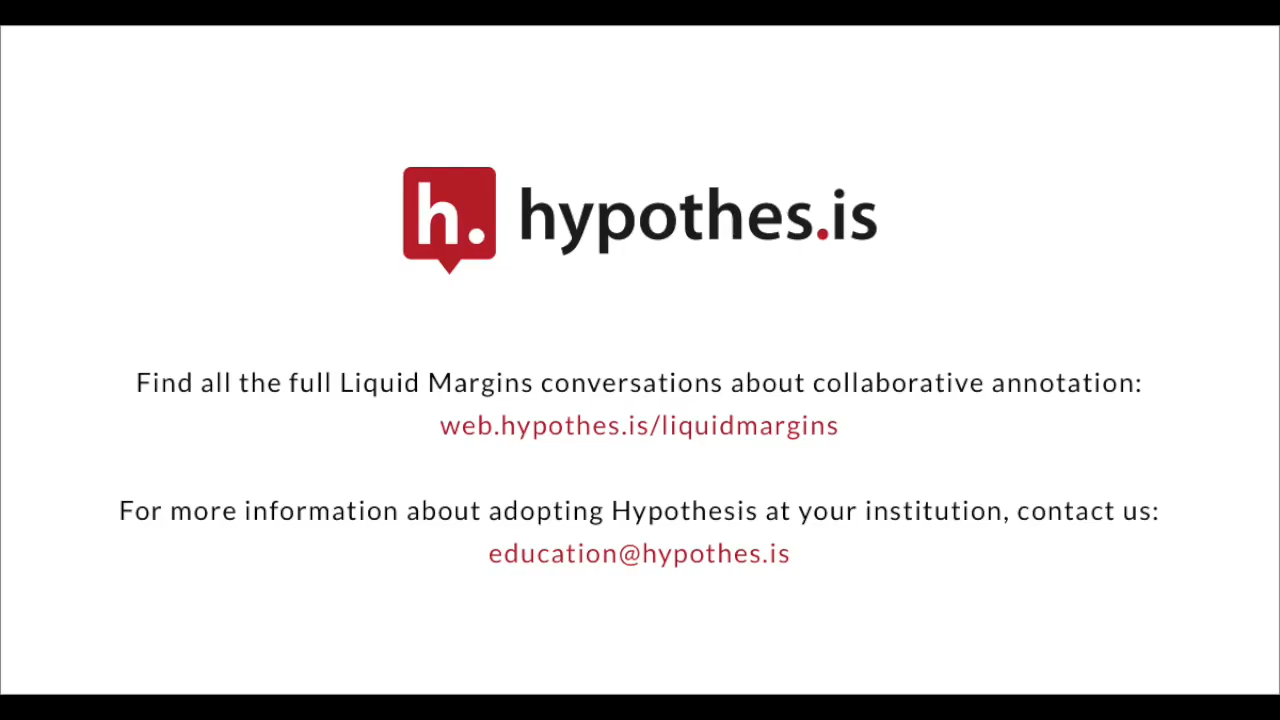 h. hypothes.is
Find all the full Liquid Margins conversations about collaborative annotation:
web.hypothes.is/liquidmargins
For more information about adopting Hypothesis at your institution, contact us:
education@hypothes.is